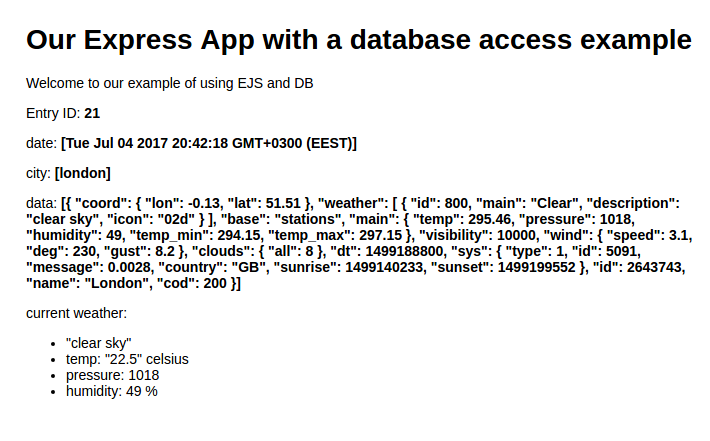 Our Express App with a database access example
Welcome to our example of using EJS and DB
Entry ID: 21
date: [Tue Jul 04 2017 20:42:18 GMT+0300 (EEST)]
city: [london]
data: [{ "coord": { "lon": -0.13, "lat": 51.51 }, "weather": [ { "id": 800, "main": "Clear", "description":
"clear sky", "icon": "02d" } ], "base": "stations", "main": { "temp": 295.46, "pressure": 1018,
"humidity": 49, "temp_min": 294.15, "temp_max": 297.15 }, "visibility": 10000, "wind": { "speed": 3.1,
"deg": 230, "gust": 8.2 }, "clouds": { "all": 8 }, "dt": 1499188800, "sys": { "type": 1, "id": 5091,
"message": 0.0028, "country": "GB", "sunrise": 1499140233, "sunset": 1499199552 }, "id": 2643743,
"name": "London", "cod": 200 }]
current weather:
• "clear sky"
• temp: "22.5" celsius
• pressure: 1018
• humidity: 49 %